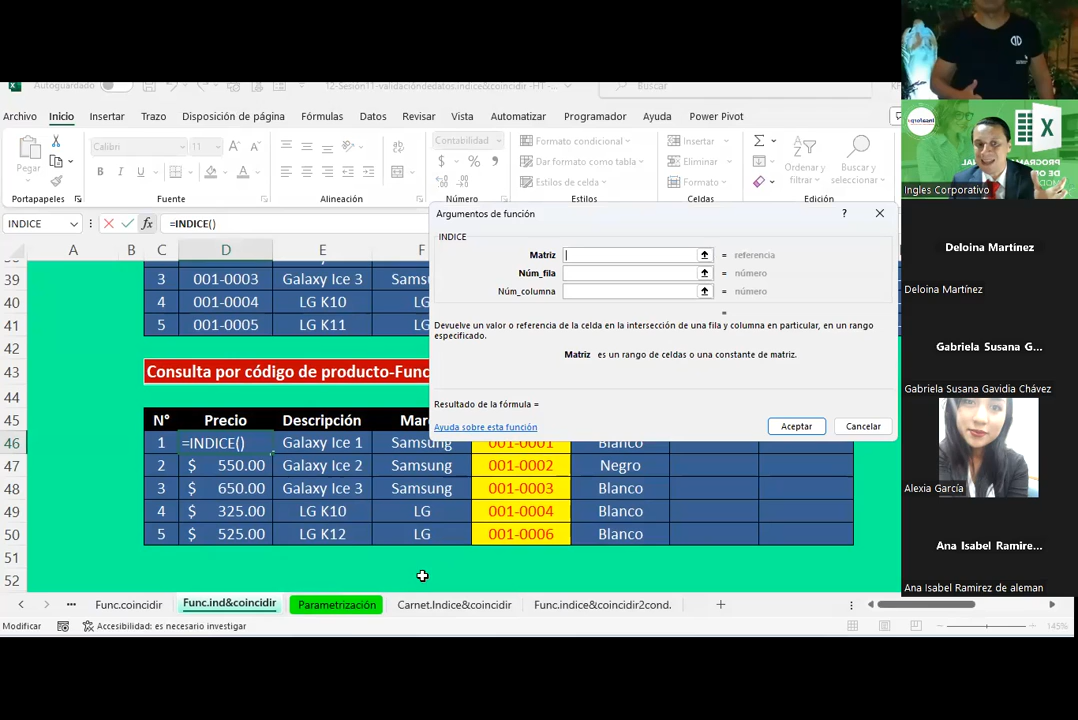 Autoguardado
12-Sesión11-validacióndedatos.indice&coincidir -HT -...
Buscar
Archivo Inicio Insertar Trazo Disposición de página Fórmulas Datos Revisar Vista Automatizar Programador Ayuda Power Pivot
Pegar
Calibri 11
Contabilidad
Formato condicional
Dar formato como tabla
Estilos de celda
Insertar
Eliminar
Formato
Ordenar y filtrar
Buscar y seleccionar
Portapapeles Fuente Alineación Número Estilos Celdas
INDICE
fx
=INDICE()
A B C D E F
39 3 001-0003 Galaxy Ice 3 Samsung
40 4 001-0004 LG K10 LG
41 5 001-0005 LG K11 LG
42
43 Consulta por código de producto-Func
44
45 N° Precio Descripción Mar
46 1 =INDICE() Galaxy Ice 1 Samsung 001-0001 Blanco
47 2 $ 550.00 Galaxy Ice 2 Samsung 001-0002 Negro
48 3 $ 650.00 Galaxy Ice 3 Samsung 001-0003 Blanco
49 4 $ 325.00 LG K10 LG 001-0004 Blanco
50 5 $ 525.00 LG K12 LG 001-0006 Blanco
51
52
Argumentos de función
INDICE
Matriz = referencia
Núm_fila = número
Núm_columna = número
=
Devuelve un valor o referencia de la celda en la intersección de una fila y columna en particular, en un rango
especificado.
Matriz es un rango de celdas o una constante de matriz.
Resultado de la fórmula =
Ayuda sobre esta función
Aceptar Cancelar
Func.coincidir Func.ind&coincidir Parametrización Carnet.Indice&coincidir Func.indice&coincidir2cond.
Modificar
Accesibilidad: es necesario investigar
145%
Ingles Corporativo
Deloina Martínez
Deloina Martínez
Gabriela Susana G...
Gabriela Susana Gavidia Chávez
Alexia García
Ana Isabel Ramire...
Ana Isabel Ramirez de aleman